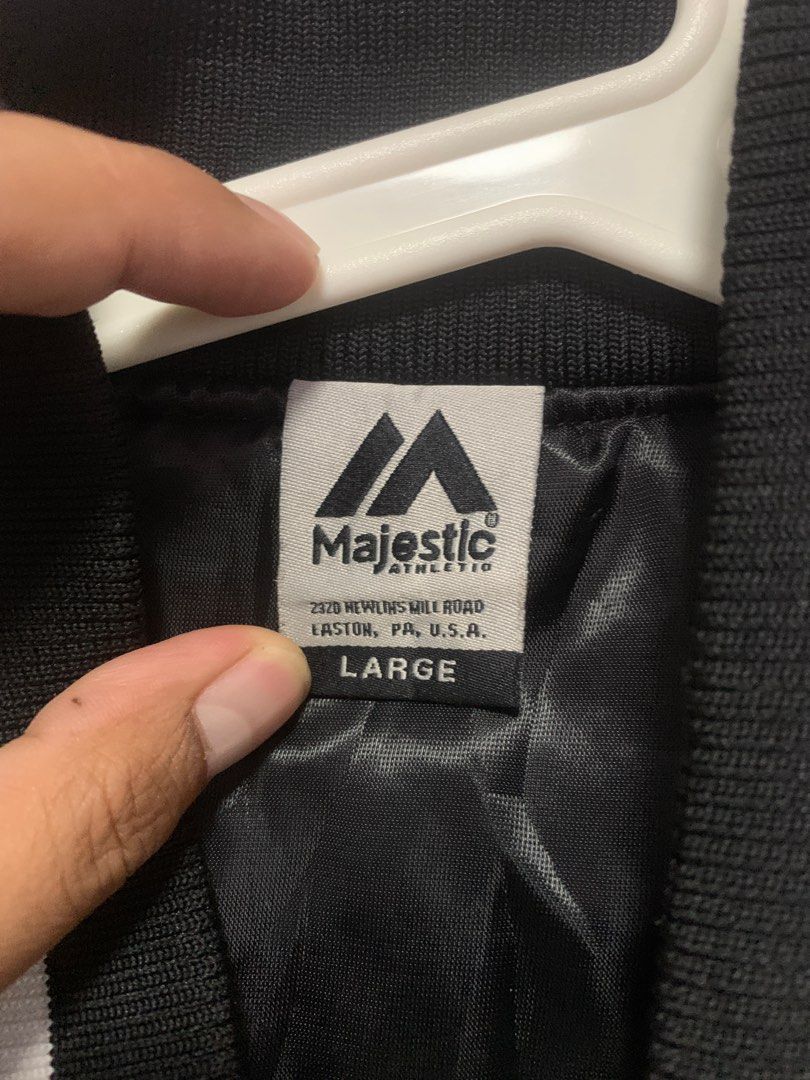 Majestic®
ATHLETIC
2320 NEWLINS MILL ROAD
EASTON, PA, U.S.A.
LARGE